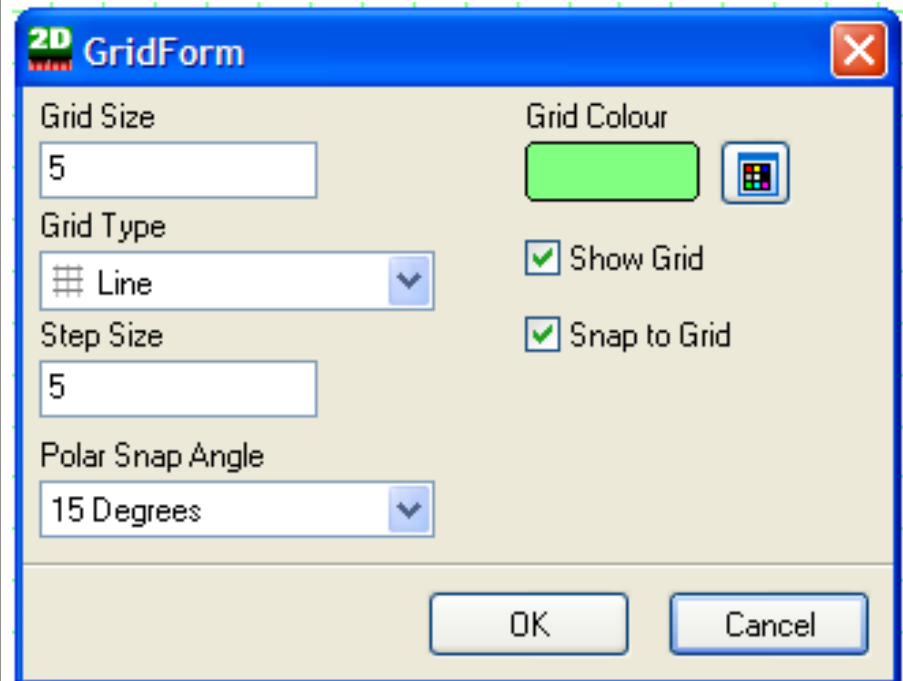 2D GridForm
Grid Size
5
Grid Type
Line
Step Size
5
Polar Snap Angle
15 Degrees
Grid Colour
Show Grid
Snap to Grid
OK
Cancel